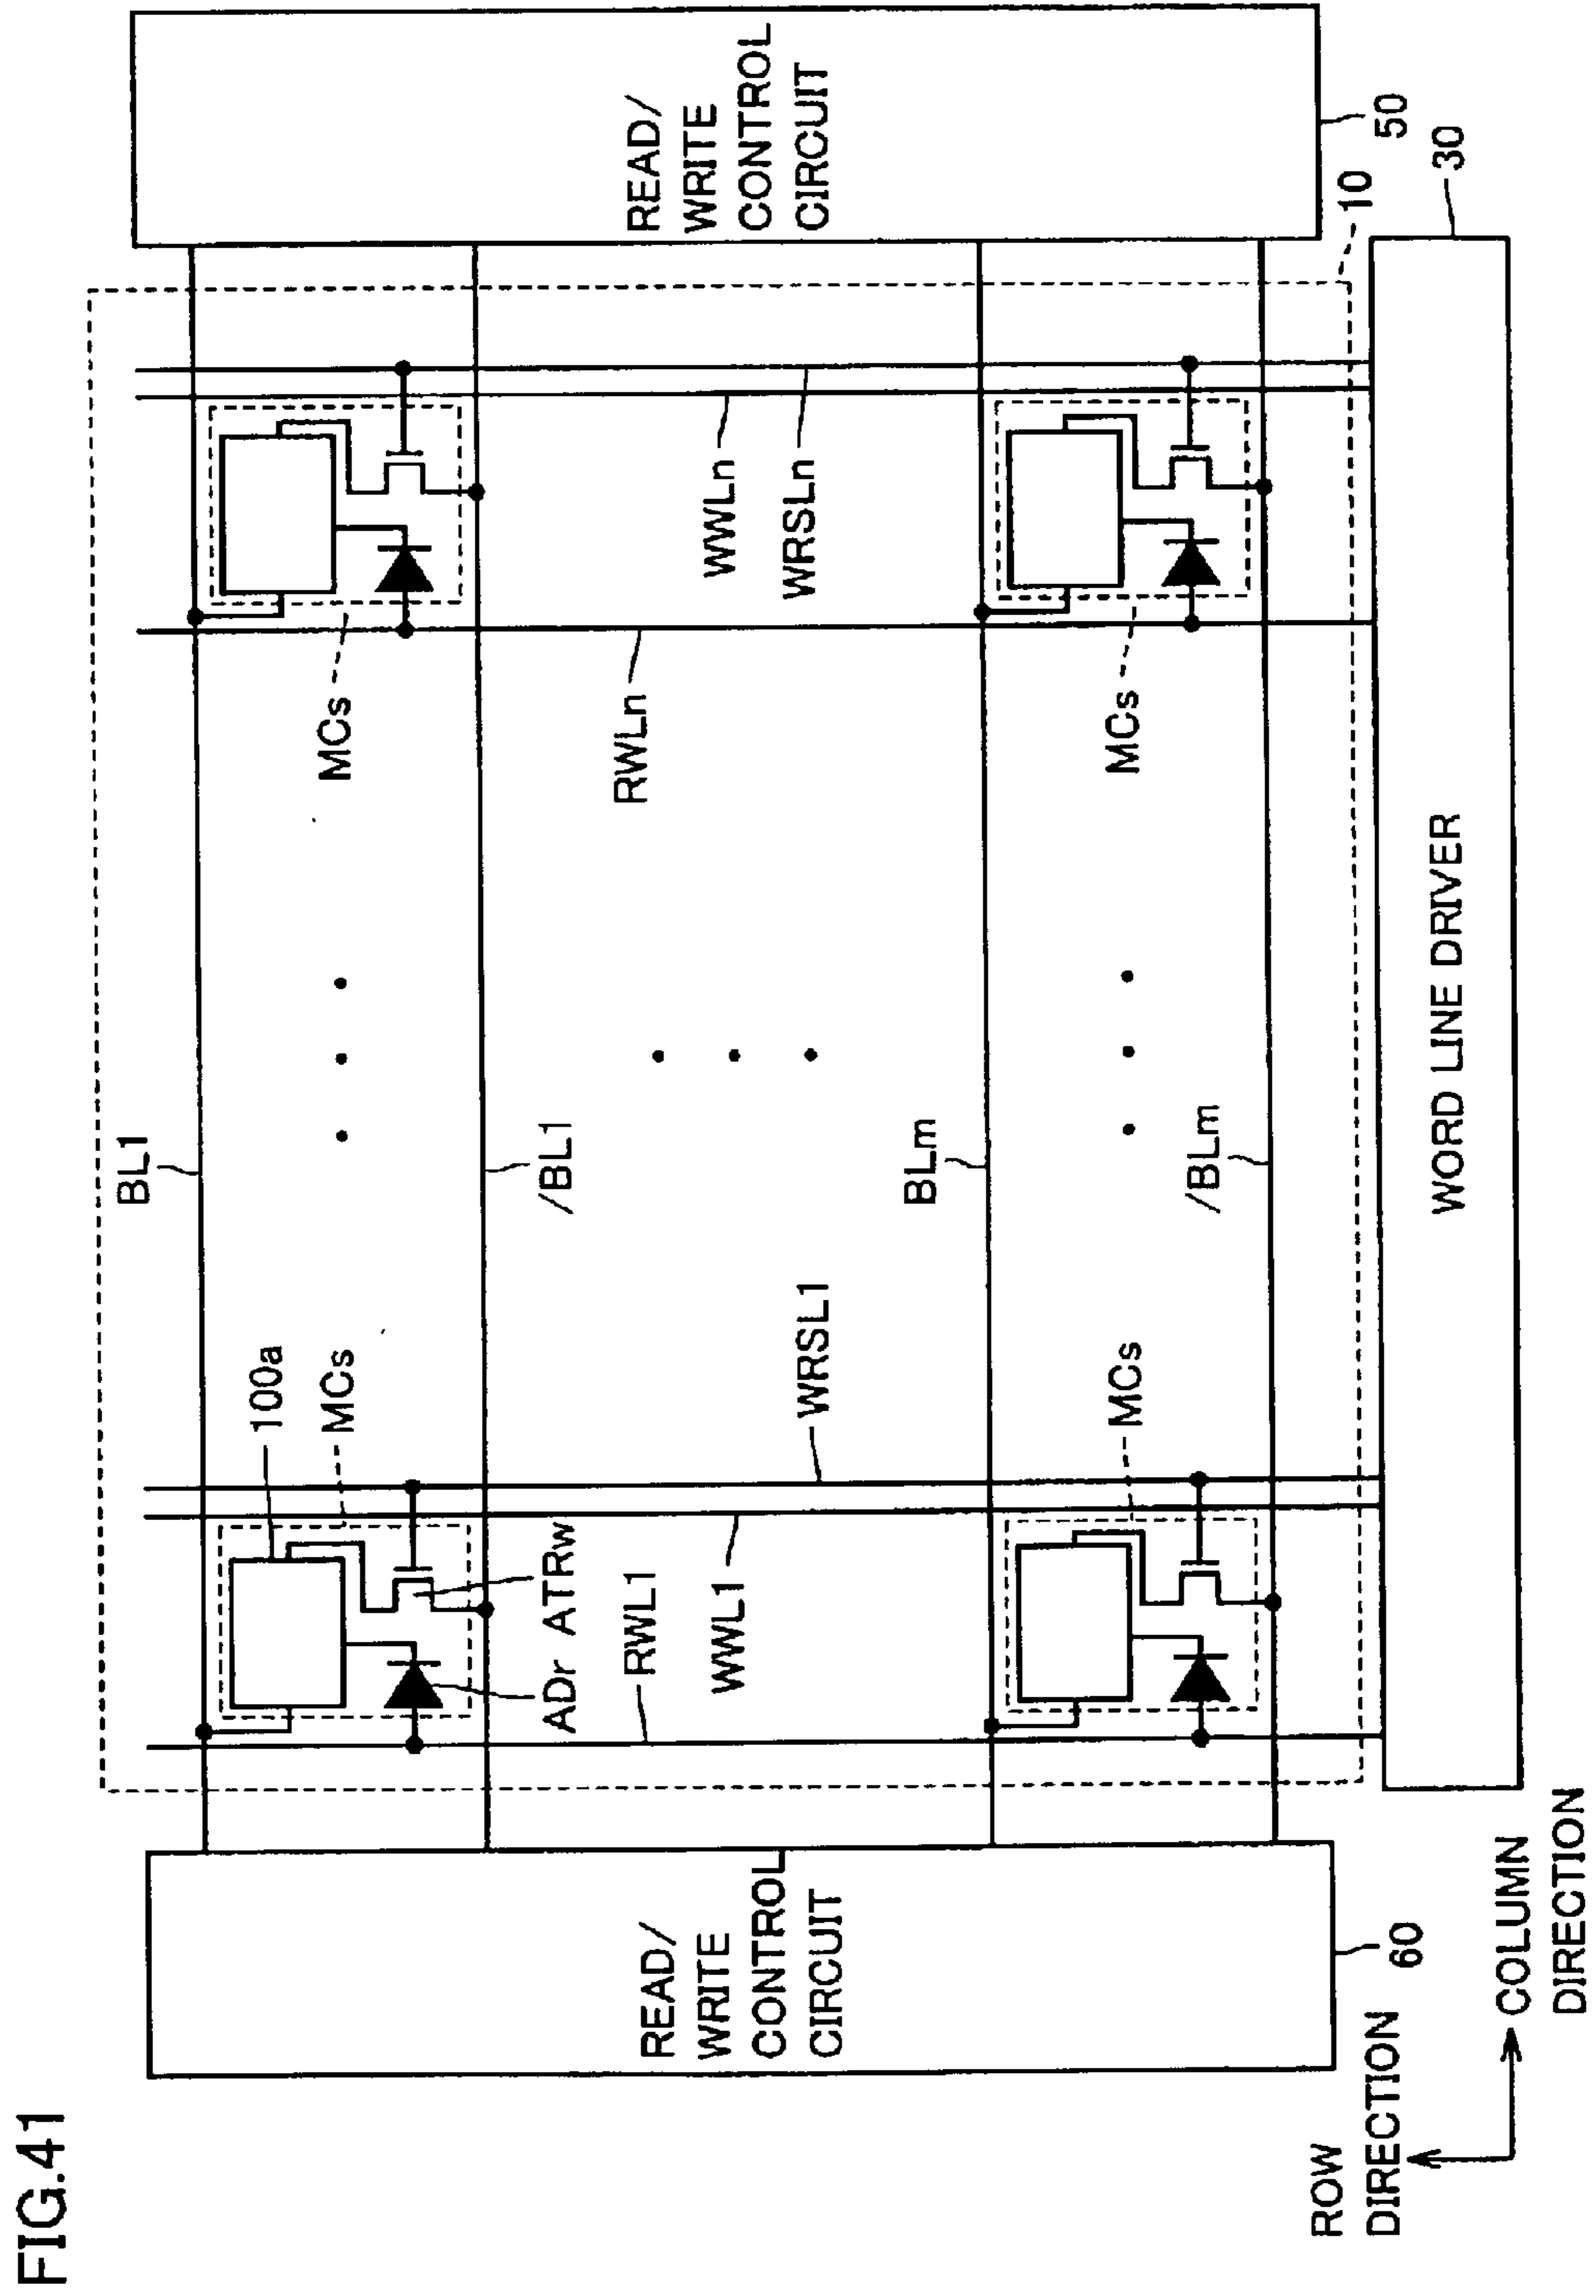 FIG.41
READ/
WRITE
CONTROL
CIRCUIT
60
READ/
WRITE
CONTROL
CIRCUIT
50
BL1
100a
MCs
MCs
ADr ATRw
/BL1
RWL1
WWL1
WRSL1
RWLn
WWLn
WRSLn
BLm
MCs
MCs
/BLm
10
30
WORD LINE DRIVER
ROW
DIRECTION
COLUMN
DIRECTION